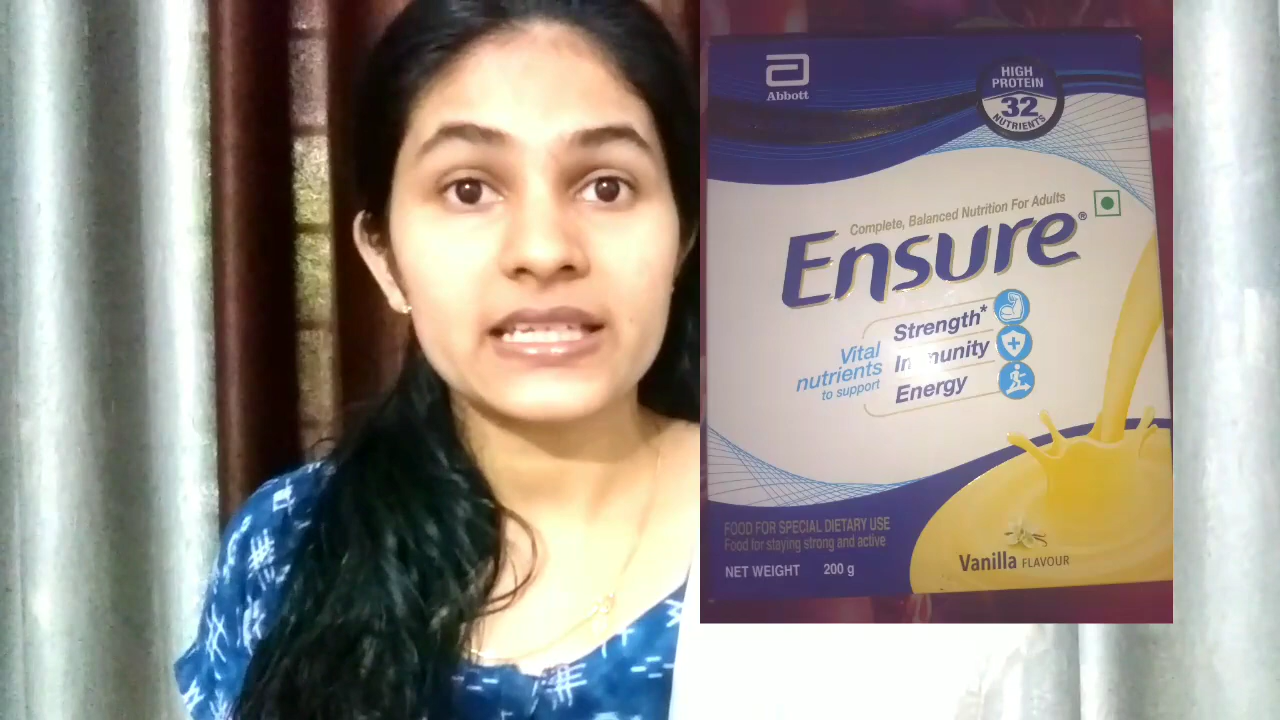 Abbott
HIGH
PROTEIN
32
NUTRIENTS
Complete, Balanced Nutrition For Adults
Ensure®
Vital
nutrients
to support
Strength*
Immunity
Energy
FOOD FOR SPECIAL DIETARY USE
Food for staying strong and active
NET WEIGHT 200 g
Vanilla FLAVOUR